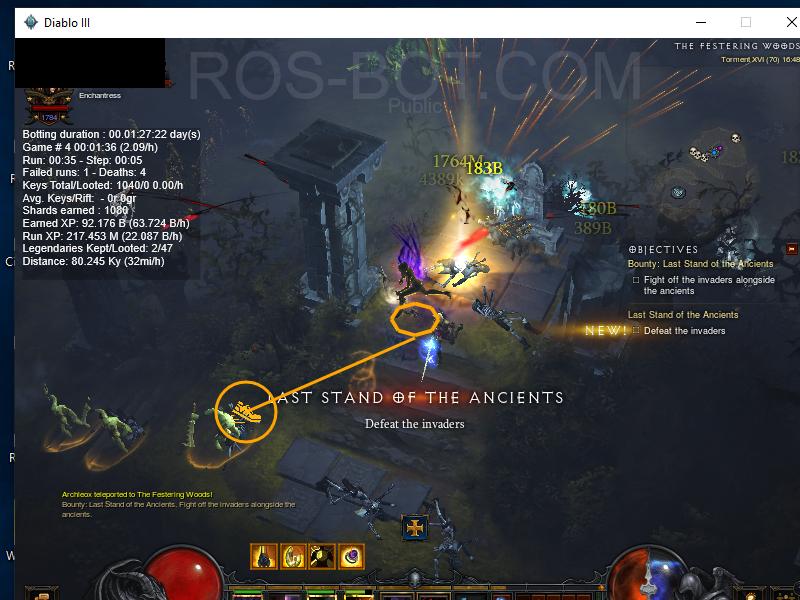 Diablo III
ROS-BOT.COM
Public
THE FESTERING WOODS
Torment XVI (70) 16:48
Enchantress
1784
Botting duration : 00.01:27:22 day(s)
Game # 4 00:01:36 (2.09/h)
Run: 00:35 - Step: 00:05
Failed runs: 1 - Deaths: 4
Keys Total/Looted: 1040/0 0.00/h
Avg. Keys/Rift: - 0r 0gr
Shards earned : 1080
Earned XP: 92.176 B (63.724 B/h)
Run XP: 217.453 M (22.087 B/h)
Legendaries Kept/Looted: 2/47
Distance: 80.245 Ky (32mi/h)
1764M
183B
4389k
389B
OBJECTIVES
Bounty: Last Stand of the Ancients
Fight off the invaders alongside
the ancients
Last Stand of the Ancients
NEW!
Defeat the invaders
LAST STAND OF THE ANCIENTS
Defeat the invaders
Archleox teleported to The Festering Woods!
Bounty: Last Stand of the Ancients. Fight off the invaders alongside the
ancients.